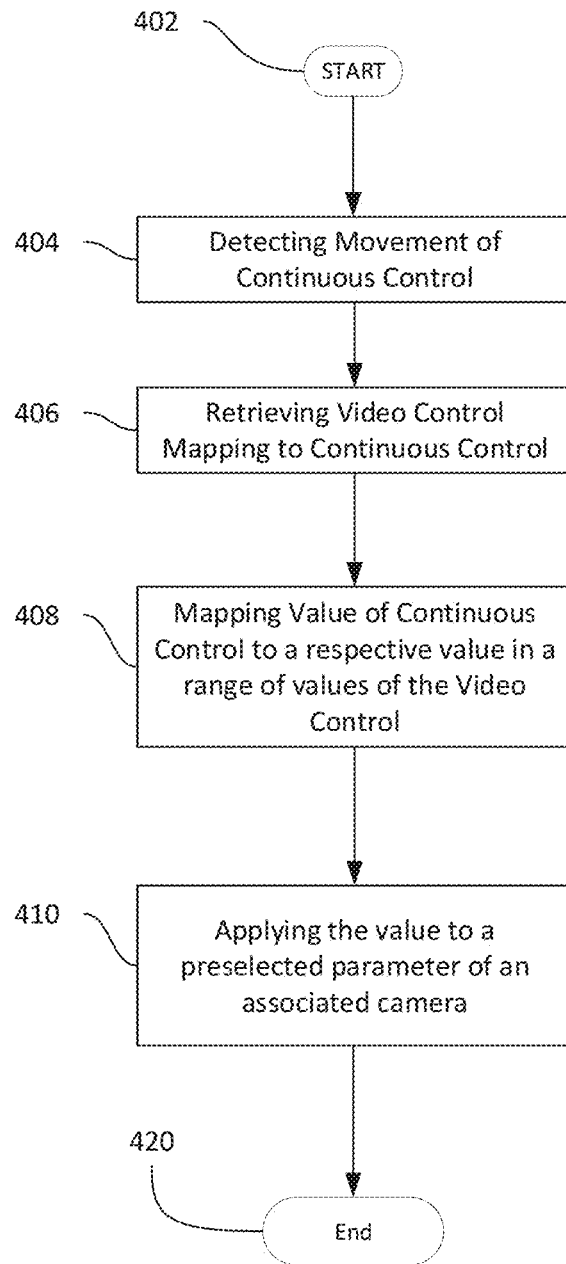 402
START
404
Detecting Movement of
Continuous Control
406
Retrieving Video Control
Mapping to Continuous Control
408
Mapping Value of Continuous
Control to a respective value in a
range of values of the Video
Control
410
Applying the value to a
preselected parameter of an
associated camera
420
End